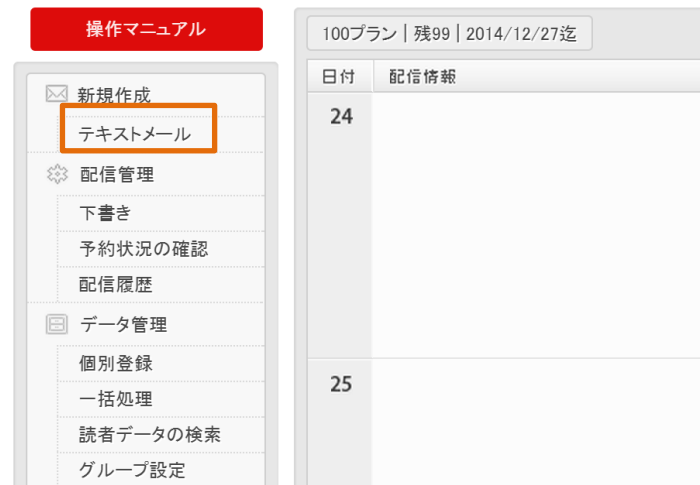 操作マニュアル
新規作成
テキストメール
配信管理
下書き
予約状況の確認
配信履歴
データ管理
個別登録
一括処理
読者データの検索
グループ設定
100プラン | 残99 | 2014/12/27迄
日付 配信情報
24
25